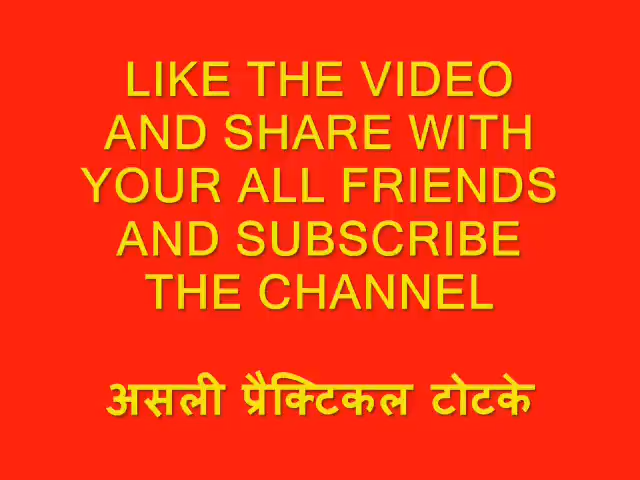 LIKE THE VIDEO
AND SHARE WITH
YOUR ALL FRIENDS
AND SUBSCRIBE
THE CHANNEL
असली प्रैक्टिकल टोटके